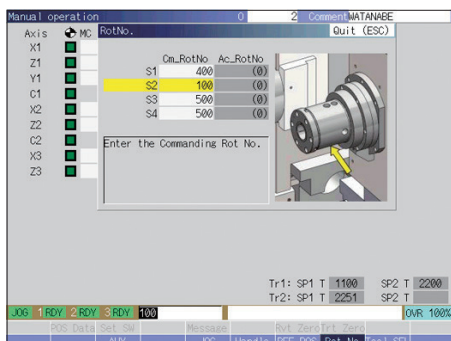 Manual operation 0 2 Comment WATANABE
Axis MC RotNo. Quit (ESC)
X1
Z1
Y1
C1
X2
Z2
C2
X3
Z3
Cm_RotNo Ac_RotNo
S1 400 (0)
S2 100 (0)
S3 500 (0)
S4 500 (0)
Enter the Commanding Rot No.
Tr1: SP1 T 1100 SP2 T 2200
Tr2: SP1 T 2251 SP2 T
JOG 1 RDY 2 RDY 3 RDY 100 OVR 100%
POS Data Set SW Message Rvt Zero Trt Zero
AUX JOG Handle REF POS Rot No Tool SEL